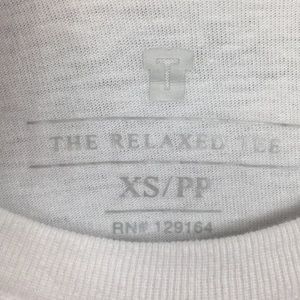 T
THE RELAXED TEE
XS/PP
RN# 129164